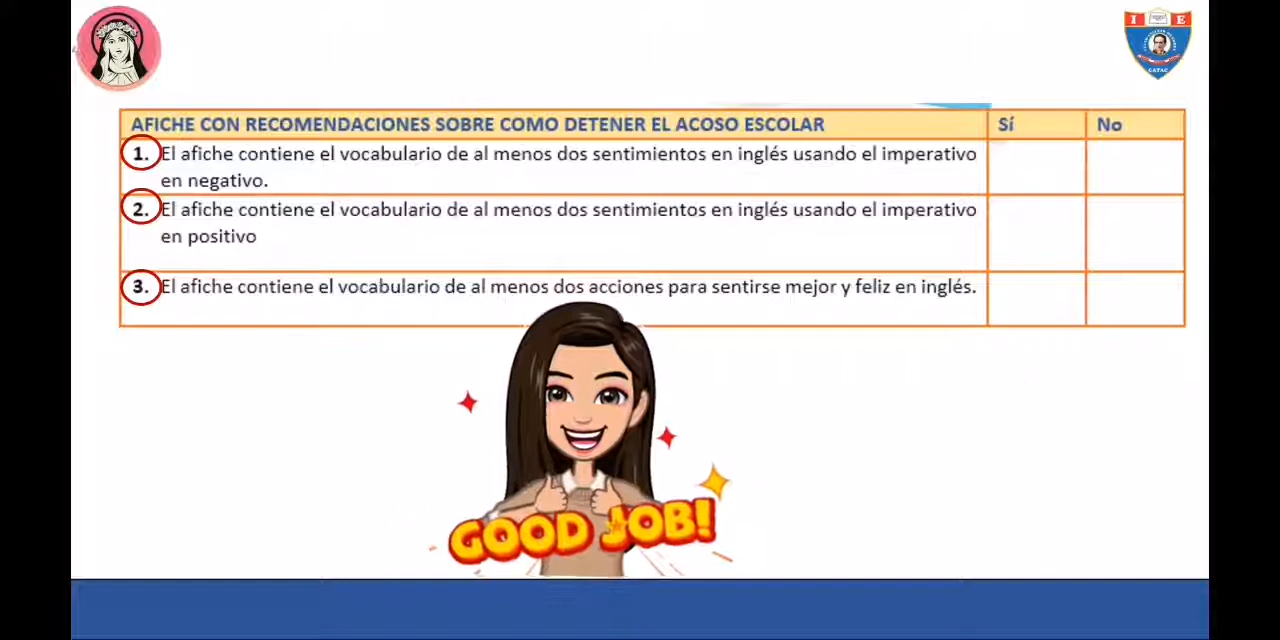 I E
CATAC
AFICHE CON RECOMENDACIONES SOBRE COMO DETENER EL ACOSO ESCOLAR Sí No
1. El afiche contiene el vocabulario de al menos dos sentimientos en inglés usando el imperativo
en negativo.
2. El afiche contiene el vocabulario de al menos dos sentimientos en inglés usando el imperativo
en positivo
3. El afiche contiene el vocabulario de al menos dos acciones para sentirse mejor y feliz en inglés.
GOOD JOB!